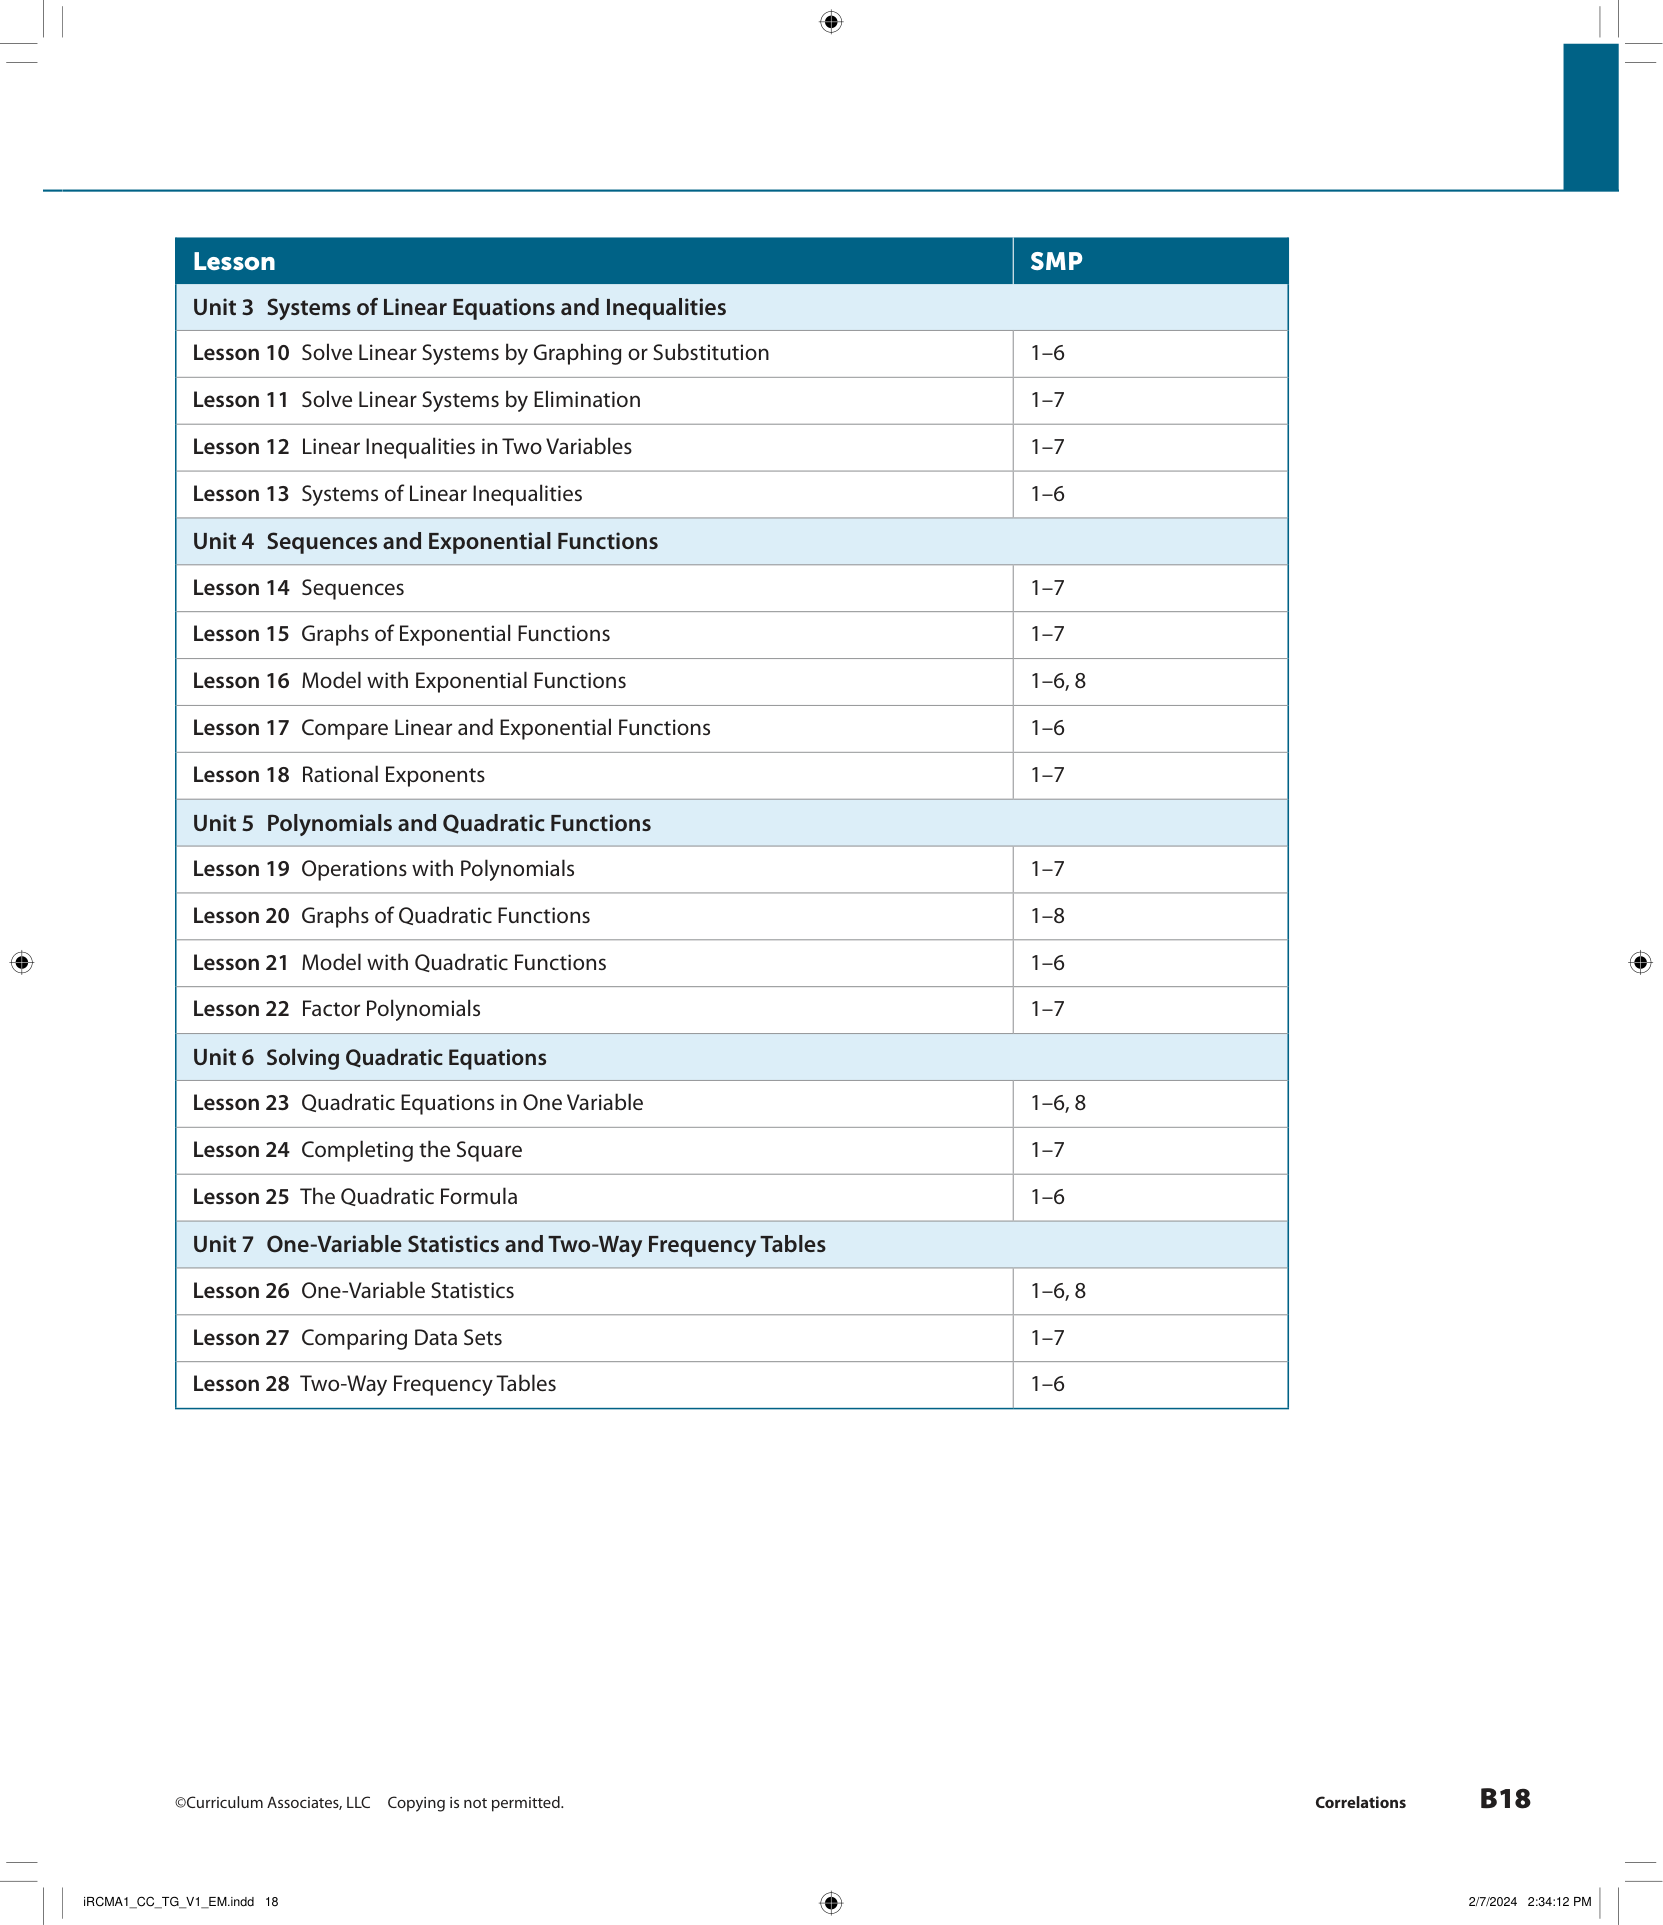 Lesson SMP
Unit 3 Systems of Linear Equations and Inequalities
Lesson 10 Solve Linear Systems by Graphing or Substitution 1–6
Lesson 11 Solve Linear Systems by Elimination 1–7
Lesson 12 Linear Inequalities in Two Variables 1–7
Lesson 13 Systems of Linear Inequalities 1–6
Unit 4 Sequences and Exponential Functions
Lesson 14 Sequences 1–7
Lesson 15 Graphs of Exponential Functions 1–7
Lesson 16 Model with Exponential Functions 1–6, 8
Lesson 17 Compare Linear and Exponential Functions 1–6
Lesson 18 Rational Exponents 1–7
Unit 5 Polynomials and Quadratic Functions
Lesson 19 Operations with Polynomials 1–7
Lesson 20 Graphs of Quadratic Functions 1–8
Lesson 21 Model with Quadratic Functions 1–6
Lesson 22 Factor Polynomials 1–7
Unit 6 Solving Quadratic Equations
Lesson 23 Quadratic Equations in One Variable 1–6, 8
Lesson 24 Completing the Square 1–7
Lesson 25 The Quadratic Formula 1–6
Unit 7 One-Variable Statistics and Two-Way Frequency Tables
Lesson 26 One-Variable Statistics 1–6, 8
Lesson 27 Comparing Data Sets 1–7
Lesson 28 Two-Way Frequency Tables 1–6
©Curriculum Associates, LLC Copying is not permitted. Correlations B18
iRCMA1_CC_TG_V1_EM.indd 18 2/7/2024 2:34:12 PM